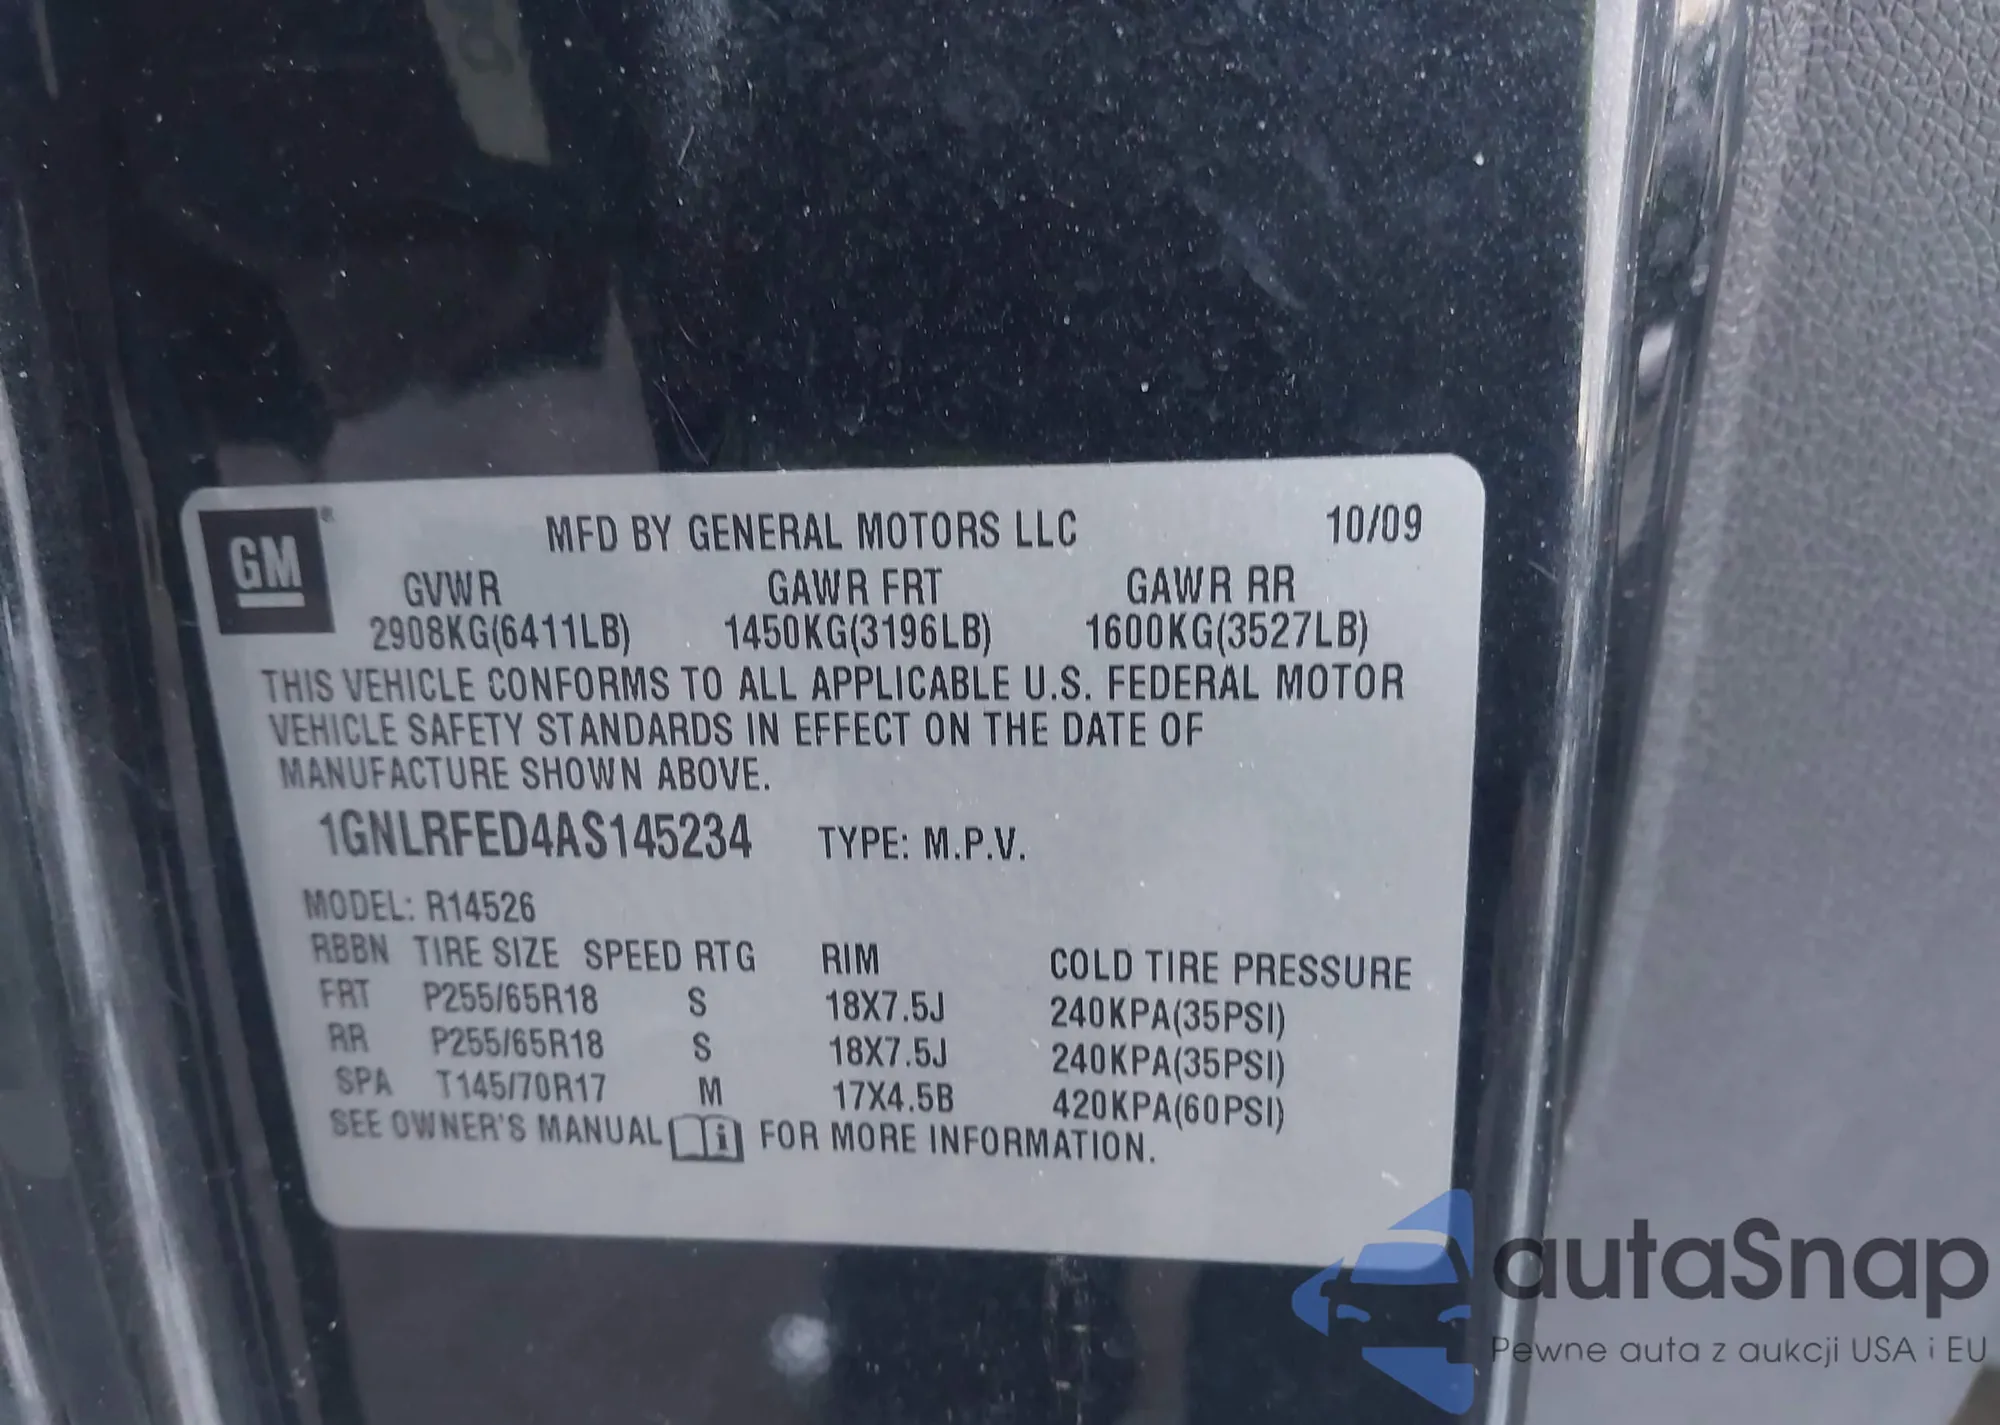 GM® MFD BY GENERAL MOTORS LLC 10/09
GVWR GAWR FRT GAWR RR
2908KG(6411LB) 1450KG(3196LB) 1600KG(3527LB)
THIS VEHICLE CONFORMS TO ALL APPLICABLE U.S. FEDERAL MOTOR
VEHICLE SAFETY STANDARDS IN EFFECT ON THE DATE OF
MANUFACTURE SHOWN ABOVE.
1GNLRFED4AS145234 TYPE: M.P.V.
MODEL: R14526
RBBN TIRE SIZE SPEED RTG RIM COLD TIRE PRESSURE
FRT P255/65R18 S 18X7.5J 240KPA(35PSI)
RR P255/65R18 S 18X7.5J 240KPA(35PSI)
SPA T145/70R17 M 17X4.5B 420KPA(60PSI)
SEE OWNER'S MANUAL i FOR MORE INFORMATION.
autaSnap
Pewne auta z aukcji USA i EU